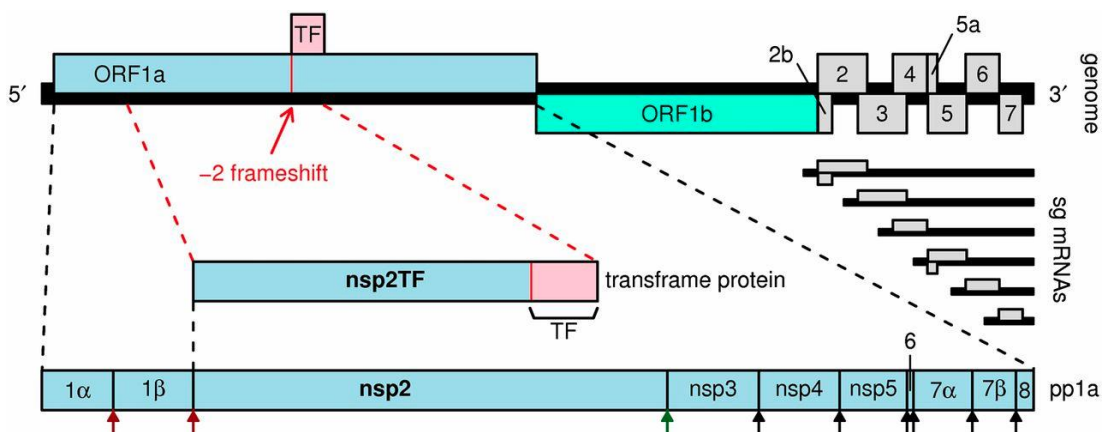 TF
5a
2b
ORF1a
2
4
6
5′
3′
genome
ORF1b
3
5
7
–2 frameshift
sg mRNAs
nsp2TF
transframe protein
TF
6
1α
1β
nsp2
nsp3
nsp4
nsp5
7α
7β
8
pp1a